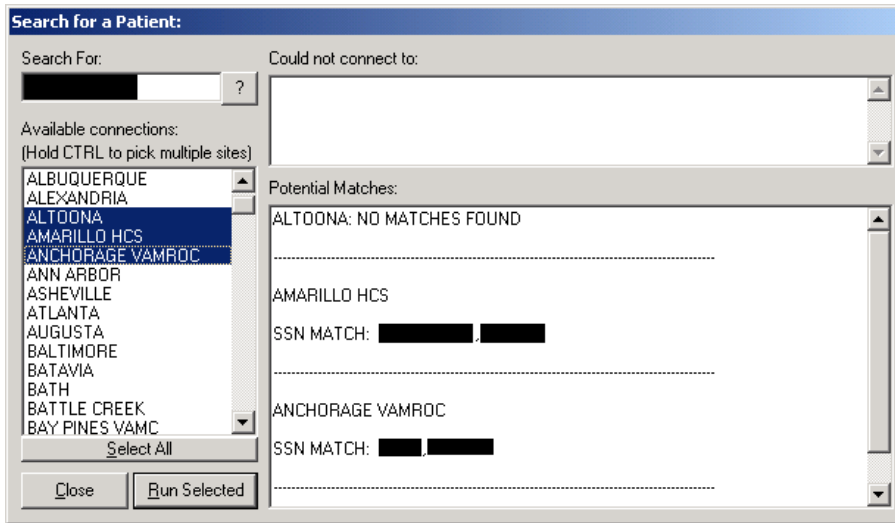 Search for a Patient:
Search For:
?
Available connections:
(Hold CTRL to pick multiple sites)
ALBUQUERQUE
ALEXANDRIA
ALTOONA
AMARILLO HCS
ANCHORAGE VAMROC
ANN ARBOR
ASHEVILLE
ATLANTA
AUGUSTA
BALTIMORE
BATAVIA
BATH
BATTLE CREEK
BAY PINES VAMC
Select All
Close
Run Selected
Could not connect to:
Potential Matches:
ALTOONA: NO MATCHES FOUND
AMARILLO HCS
SSN MATCH: ,
ANCHORAGE VAMROC
SSN MATCH: ,